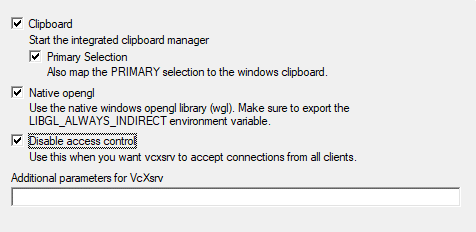 Clipboard
Start the integrated clipboard manager
Primary Selection
Also map the PRIMARY selection to the windows clipboard.
Native opengl
Use the native windows opengl library (wgl). Make sure to export the
LIBGL_ALWAYS_INDIRECT environment variable.
Disable access control
Use this when you want vcxsrv to accept connections from all clients.
Additional parameters for VcXsrv